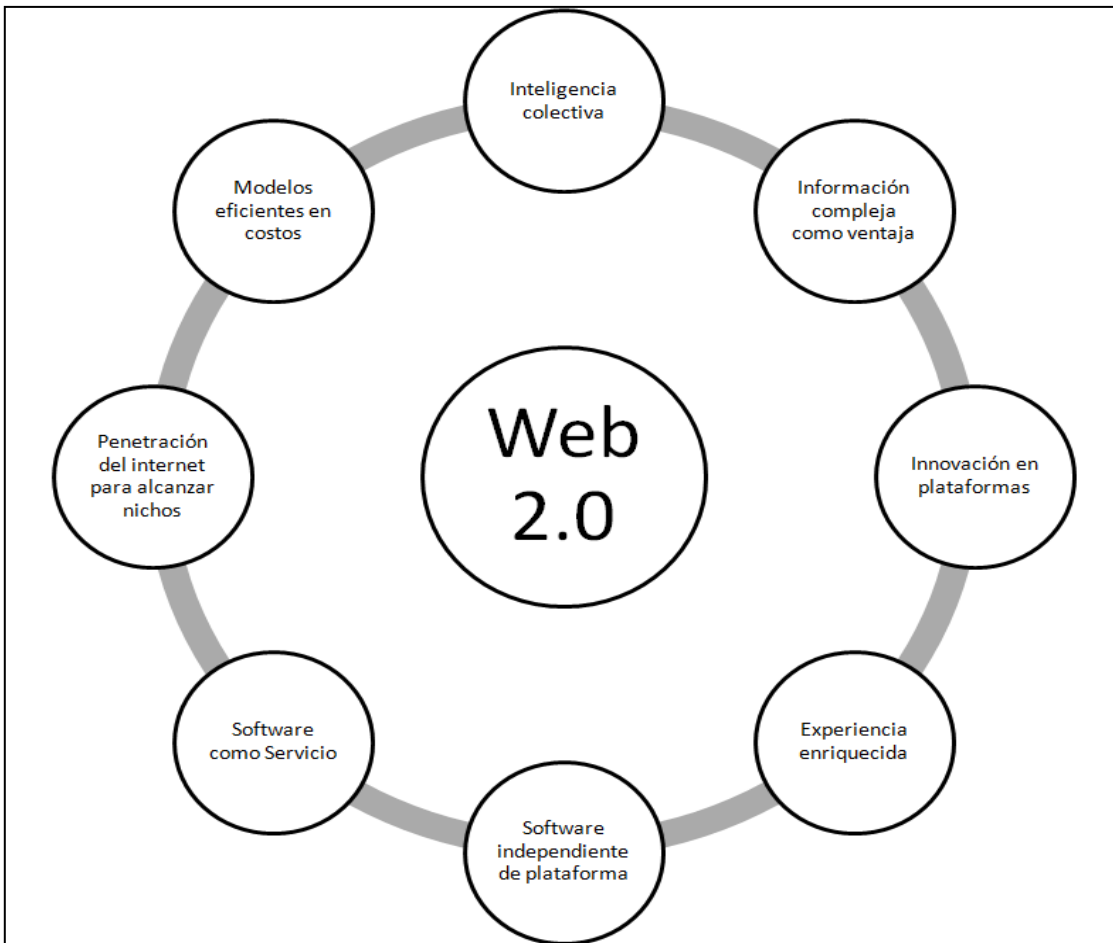 Inteligencia
colectiva
Información
compleja
como ventaja
Innovación en
plataformas
Experiencia
enriquecida
Software
independiente
de plataforma
Software
como Servicio
Penetración
del internet
para alcanzar
nichos
Modelos
eficientes en
costos
Web
2.0